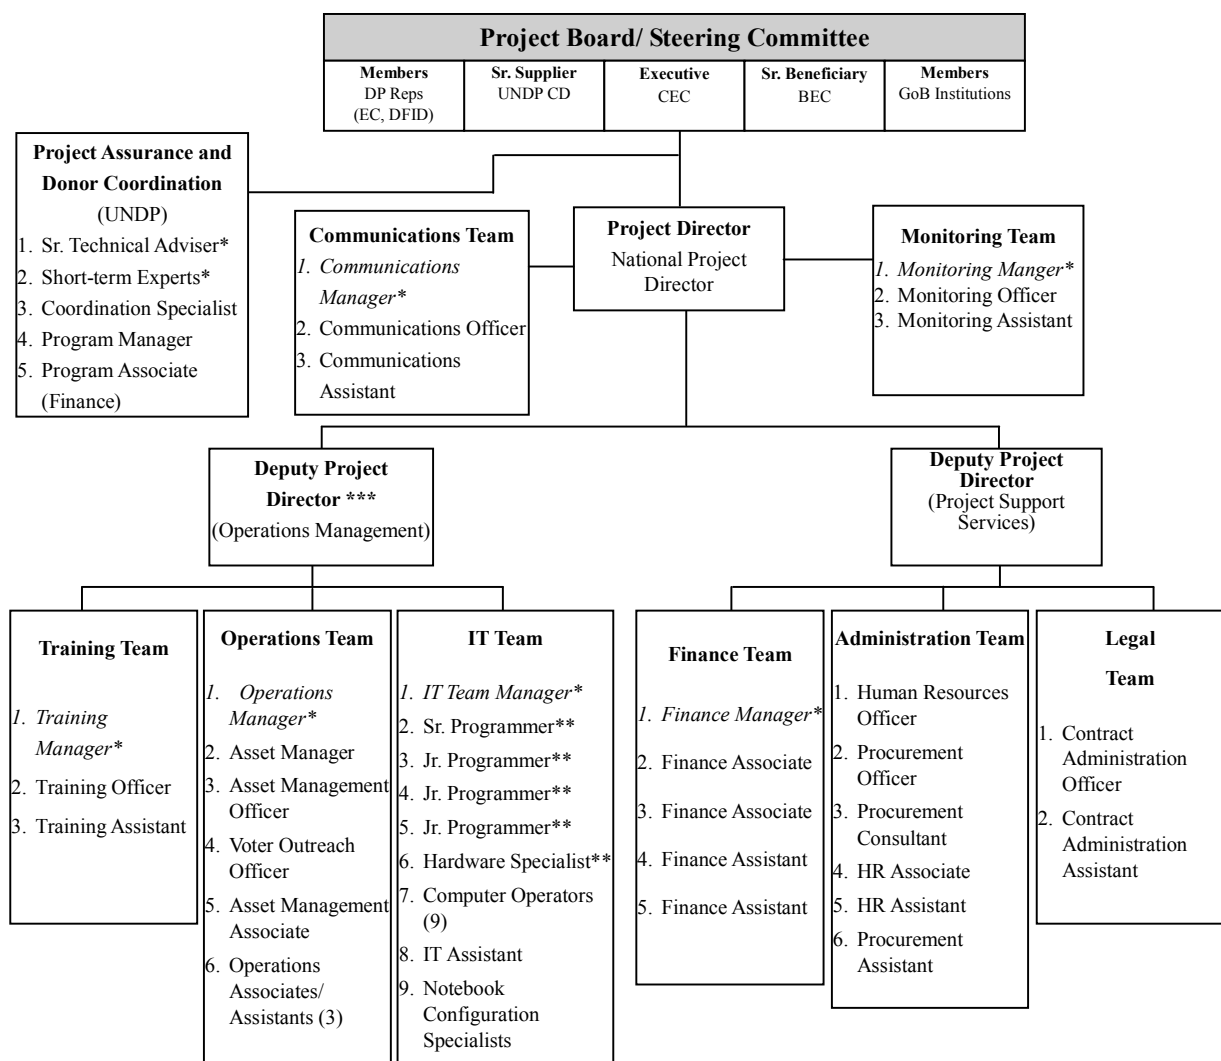 Project Board/ Steering Committee
Members
DP Reps
(EC, DFID)
Sr. Supplier
UNDP CD
Executive
CEC
Sr. Beneficiary
BEC
Members
GoB Institutions
Project Assurance and
Donor Coordination
(UNDP)
1. Sr. Technical Adviser*
2. Short-term Experts*
3. Coordination Specialist
4. Program Manager
5. Program Associate
(Finance)
Communications Team
1. Communications
Manager*
2. Communications Officer
3. Communications
Assistant
Project Director
National Project
Director
Monitoring Team
1. Monitoring Manger*
2. Monitoring Officer
3. Monitoring Assistant
Deputy Project
Director ***
(Operations Management)
Deputy Project
Director
(Project Support
Services)
Training Team
1. Training
Manager*
2. Training Officer
3. Training Assistant
Operations Team
1. Operations
Manager*
2. Asset Manager
3. Asset Management
Officer
4. Voter Outreach
Officer
5. Asset Management
Associate
6. Operations
Associates/
Assistants (3)
IT Team
1. IT Team Manager*
2. Sr. Programmer**
3. Jr. Programmer**
4. Jr. Programmer**
5. Jr. Programmer**
6. Hardware Specialist**
7. Computer Operators
(9)
8. IT Assistant
9. Notebook
Configuration
Specialists
Finance Team
1. Finance Manager*
2. Finance Associate
3. Finance Associate
4. Finance Assistant
5. Finance Assistant
Administration Team
1. Human Resources
Officer
2. Procurement
Officer
3. Procurement
Consultant
4. HR Associate
5. HR Assistant
6. Procurement
Assistant
Legal
Team
1. Contract
Administration
Officer
2. Contract
Administration
Assistant